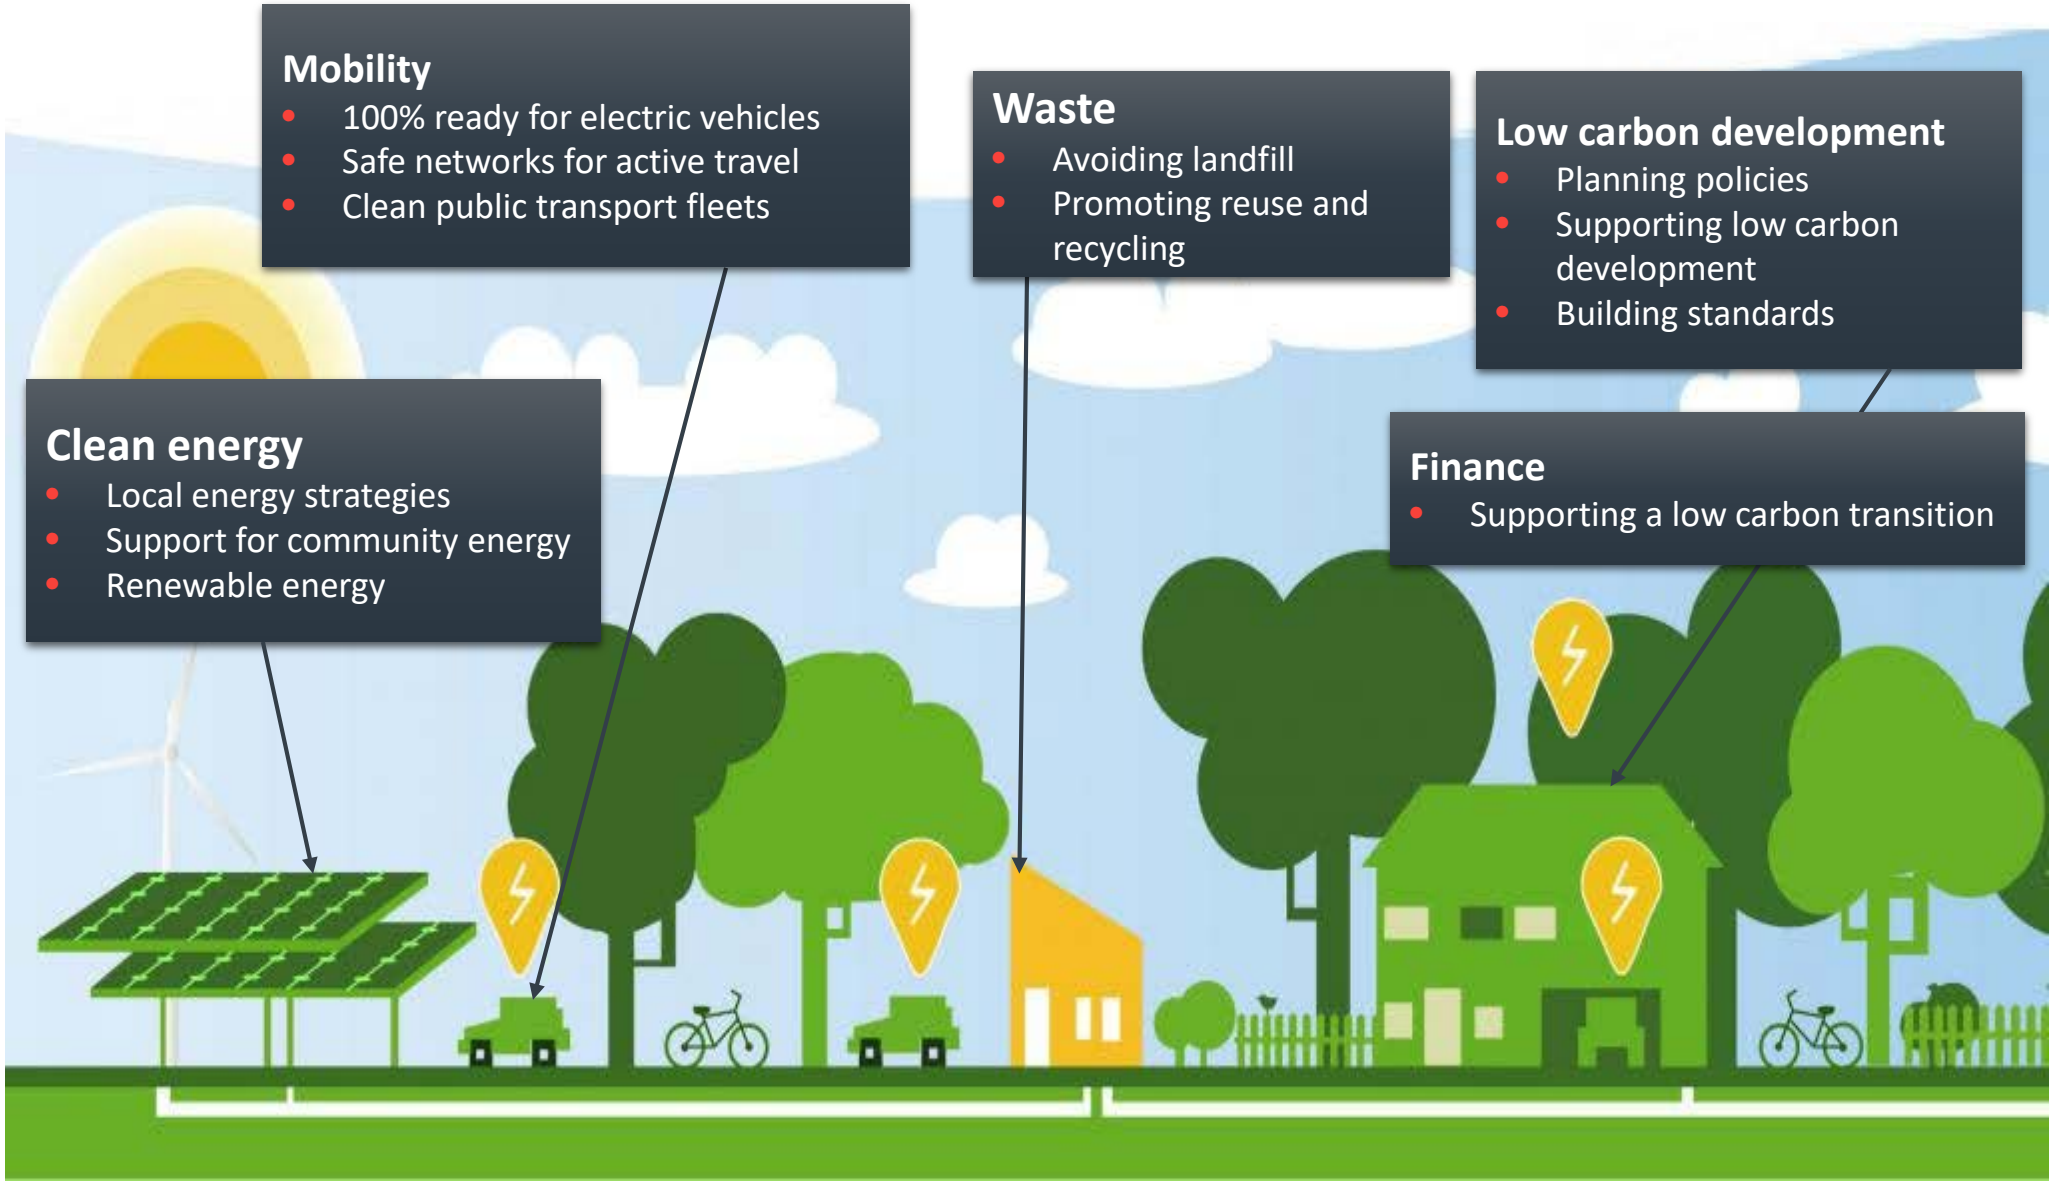 Mobility
• 100% ready for electric vehicles
• Safe networks for active travel
• Clean public transport fleets
Waste
• Avoiding landfill
• Promoting reuse and
recycling
Low carbon development
• Planning policies
• Supporting low carbon
development
• Building standards
Clean energy
• Local energy strategies
• Support for community energy
• Renewable energy
Finance
• Supporting a low carbon transition